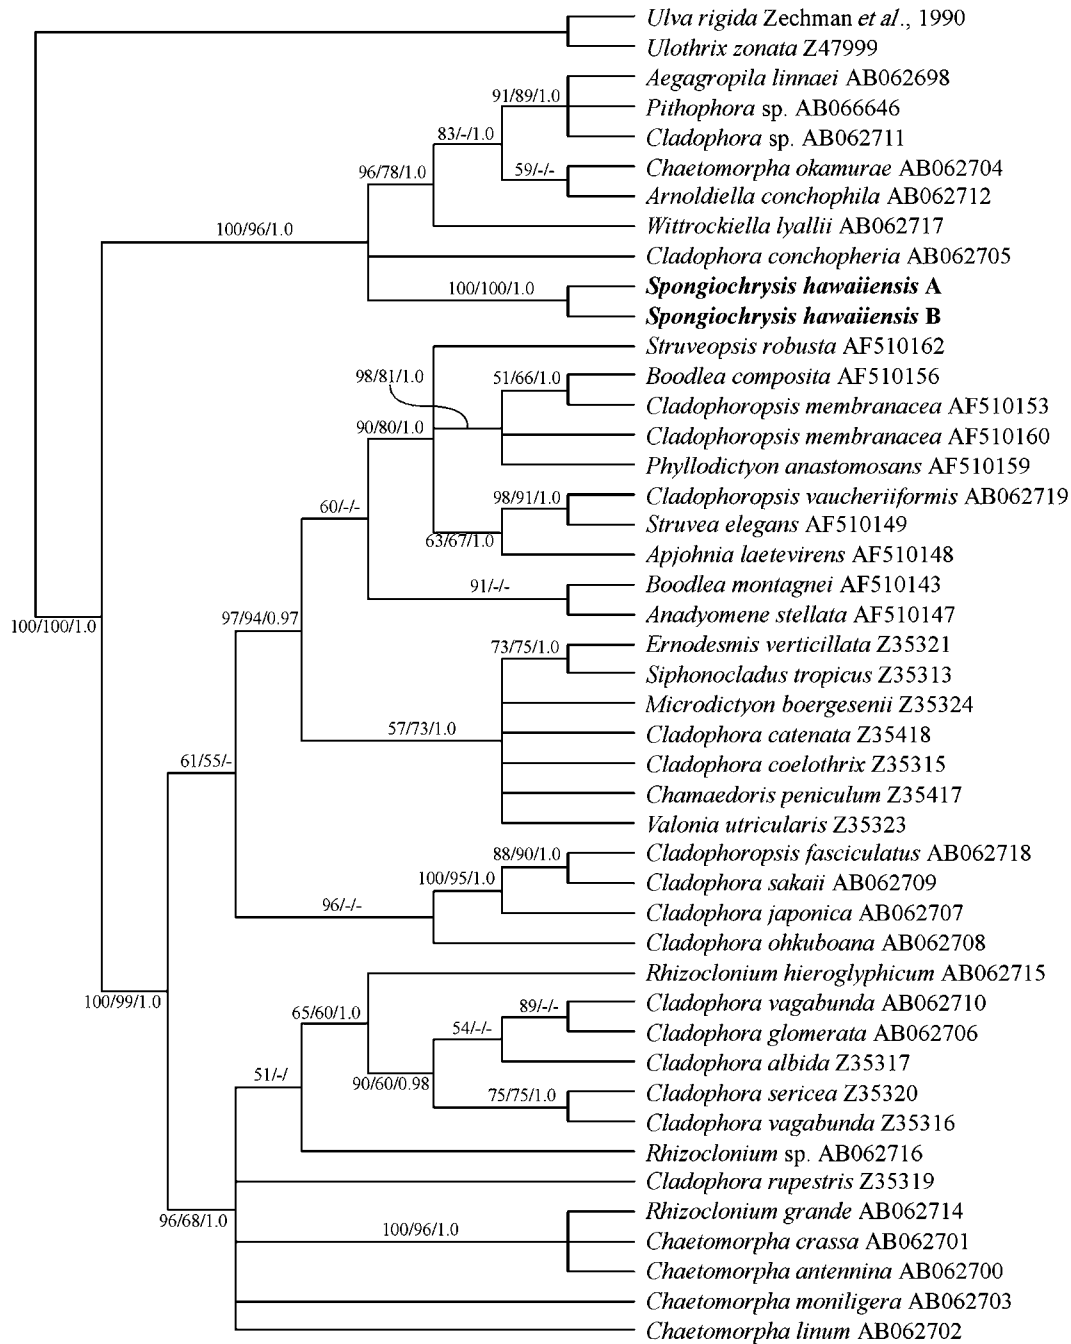 Ulva rigida Zechman et al., 1990
Ulothrix zonata Z47999
Aegagropila linnaei AB062698
91/89/1.0
Pithophora sp. AB066646
83/-/1.0
Cladophora sp. AB062711
96/78/1.0
59/-/-
Chaetomorpha okamurae AB062704
Arnoldiella conchophila AB062712
Wittrockiella lyallii AB062717
100/96/1.0
Cladophora conchopheria AB062705
100/100/1.0
Spongiochrysis hawaiiensis A
Spongiochrysis hawaiiensis B
Struveopsis robusta AF510162
98/81/1.0
51/66/1.0
Boodlea composita AF510156
Cladophoropsis membranacea AF510153
90/80/1.0
Cladophoropsis membranacea AF510160
Phyllodictyon anastomosans AF510159
60/-/-
98/91/1.0
Cladophoropsis vaucheriiformis AB062719
Struvea elegans AF510149
63/67/1.0
Apjohnia laetevirens AF510148
91/-/-
Boodlea montagnei AF510143
Anadyomene stellata AF510147
100/100/1.0
97/94/0.97
73/75/1.0
Ernodesmis verticillata Z35321
Siphonocladus tropicus Z35313
Microdictyon boergesenii Z35324
57/73/1.0
Cladophora catenata Z35418
61/55/-
Cladophora coelothrix Z35315
Chamaedoris peniculum Z35417
Valonia utricularis Z35323
88/90/1.0
Cladophoropsis fasciculatus AB062718
100/95/1.0
Cladophora sakaii AB062709
96/-/-
Cladophora japonica AB062707
Cladophora ohkuboana AB062708
100/99/1.0
Rhizoclonium hieroglyphicum AB062715
65/60/1.0
89/-/-
Cladophora vagabunda AB062710
54/-/-
Cladophora glomerata AB062706
Cladophora albida Z35317
51/-/
90/60/0.98
75/75/1.0
Cladophora sericea Z35320
Cladophora vagabunda Z35316
Rhizoclonium sp. AB062716
Cladophora rupestris Z35319
96/68/1.0
Rhizoclonium grande AB062714
100/96/1.0
Chaetomorpha crassa AB062701
Chaetomorpha antennina AB062700
Chaetomorpha moniligera AB062703
Chaetomorpha linum AB062702